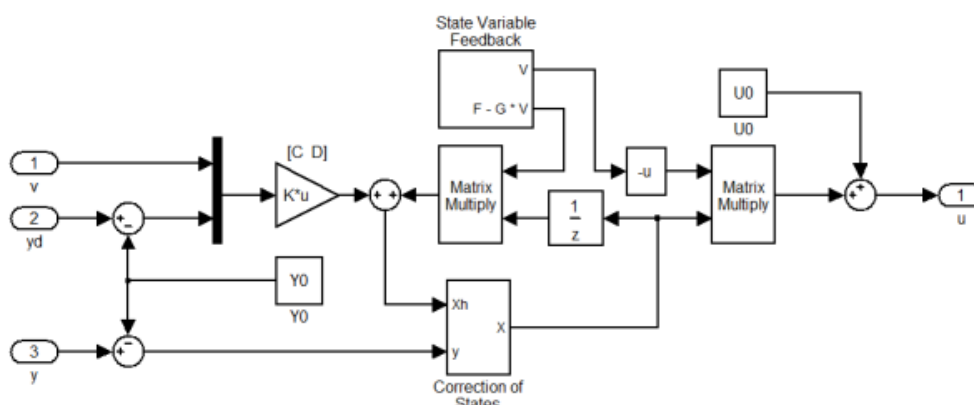 State Variable
Feedback
V
F - G * V
U0
U0
[C D]
1
v
K*u
Matrix
Multiply
-u
Matrix
Multiply
1
z
+ +
+
+
1
u
2
yd
+
−
Y0
Y0
Xh
X
y
3
y
+
−
Correction of
States